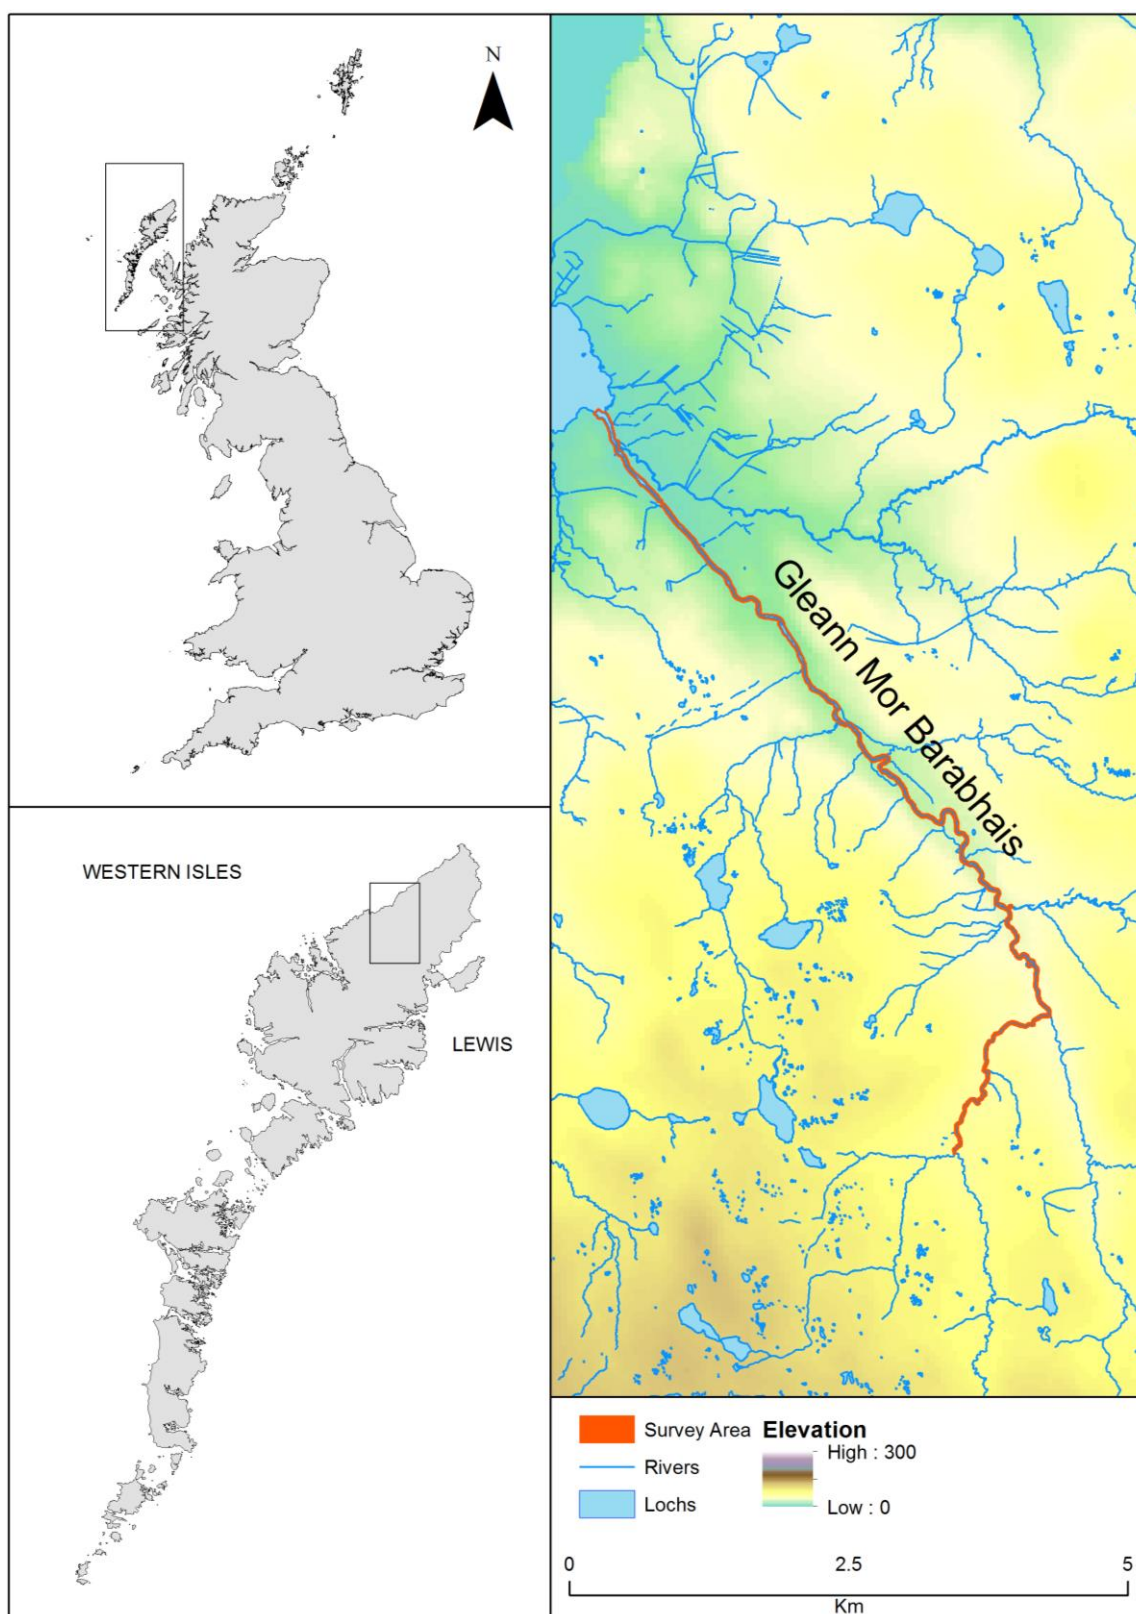 N
WESTERN ISLES
LEWIS
Gleann Mor Barabhais
Survey Area
Rivers
Lochs
Elevation
High : 300
Low : 0
0 2.5 5
Km